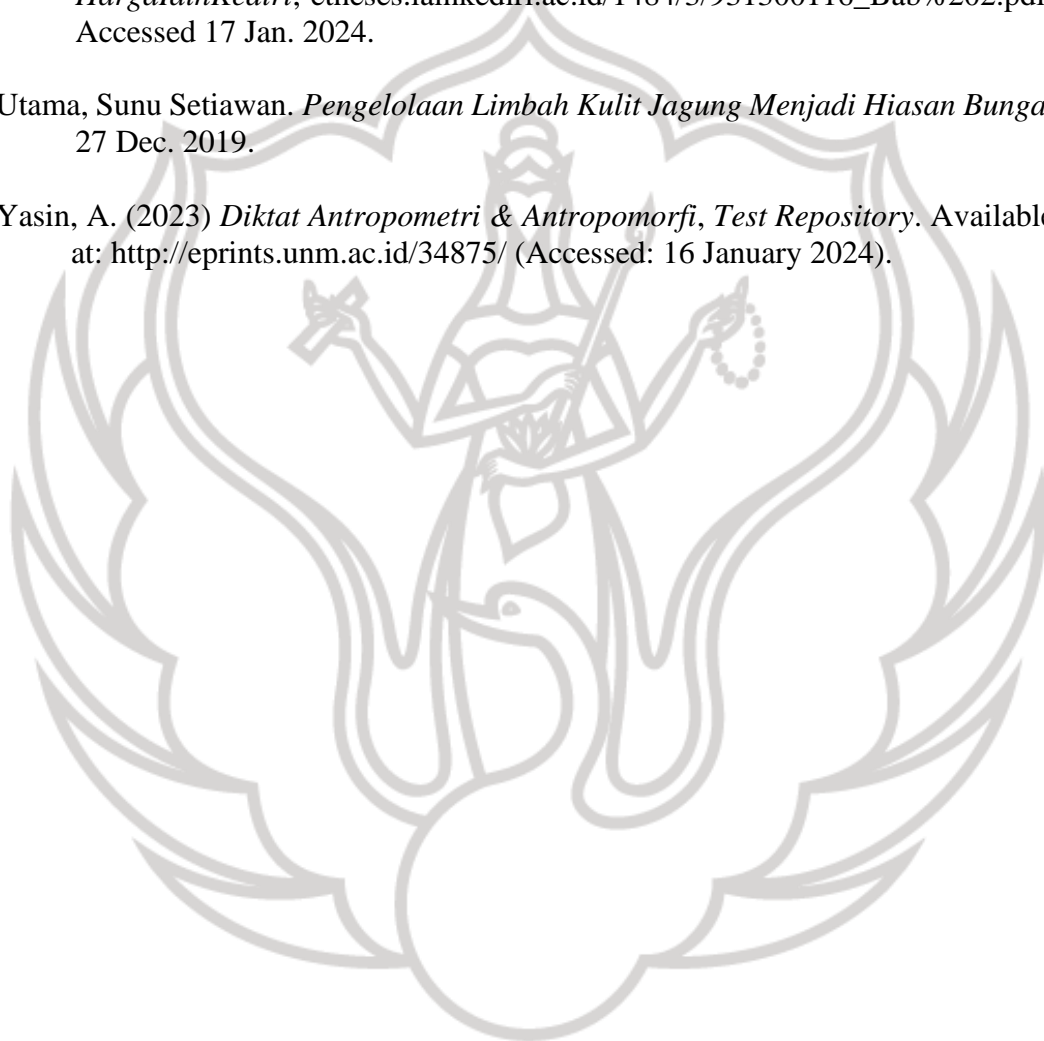 Accessed 17 Jan. 2024.
Utama, Sunu Setiawan. Pengelolaan Limbah Kulit Jagung Menjadi Hiasan Bunga
27 Dec. 2019.
Yasin, A. (2023) Diktat Antropometri & Antropomorfi, Test Repository. Available
at: http://eprints.unm.ac.id/34875/ (Accessed: 16 January 2024).